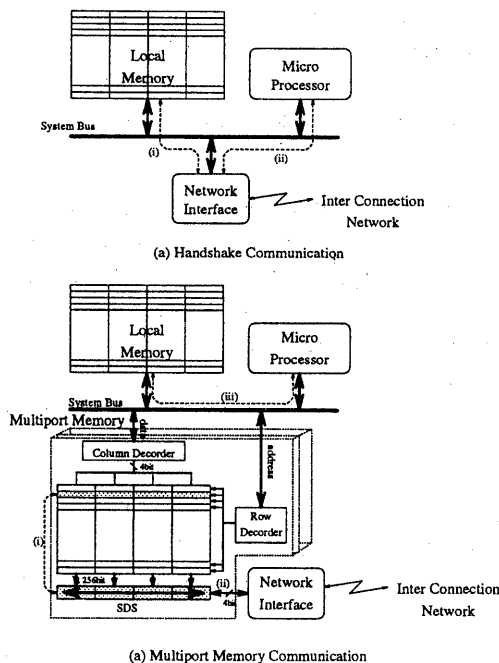 Local
Memory
Micro
Processor
System Bus
(i)
(ii)
Network
Interface
Inter Connection
Network
(a) Handshake Communication
Local
Memory
Micro
Processor
System Bus
(iii)
Multiport Memory
data
Column Decorder
4bit
address
Row
Decorder
(i)
256bit
(ii)
4bit
SDS
Network
Interface
Inter Connection
Network
(a) Multiport Memory Communication